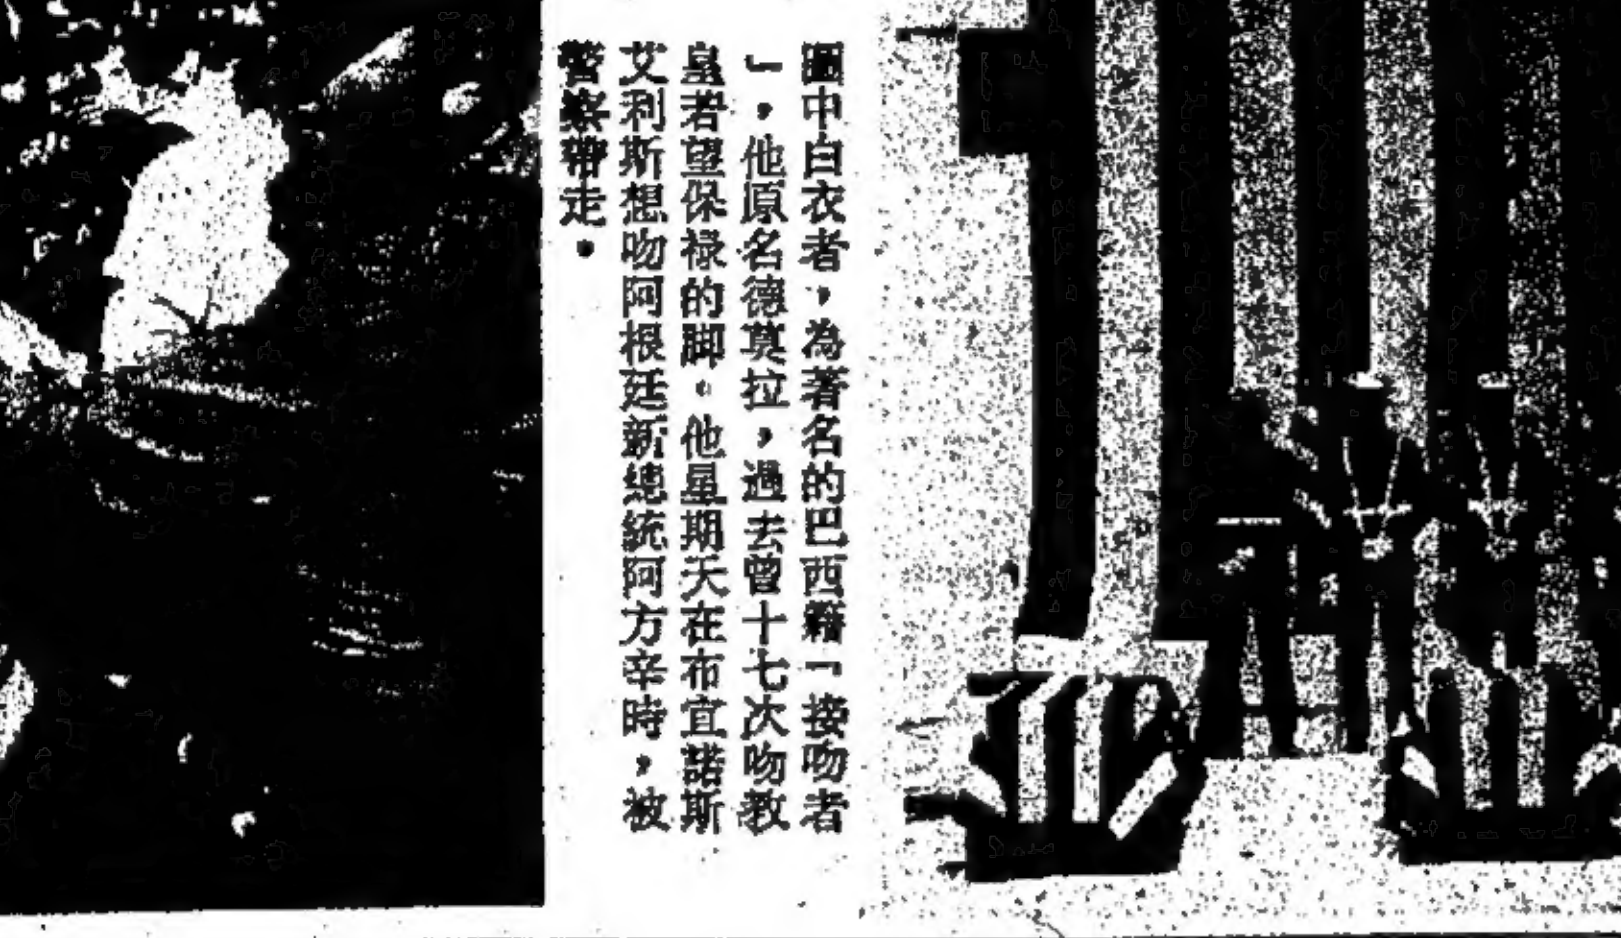 圖中白衣者，為著名的巴西籍「接吻者
」，他原名德莫拉，過去曾十七次吻教
皇若望保祿的脚。他星期天在布宜諾斯
艾利斯想吻阿根廷新總統阿方辛時，被
警察帶走。